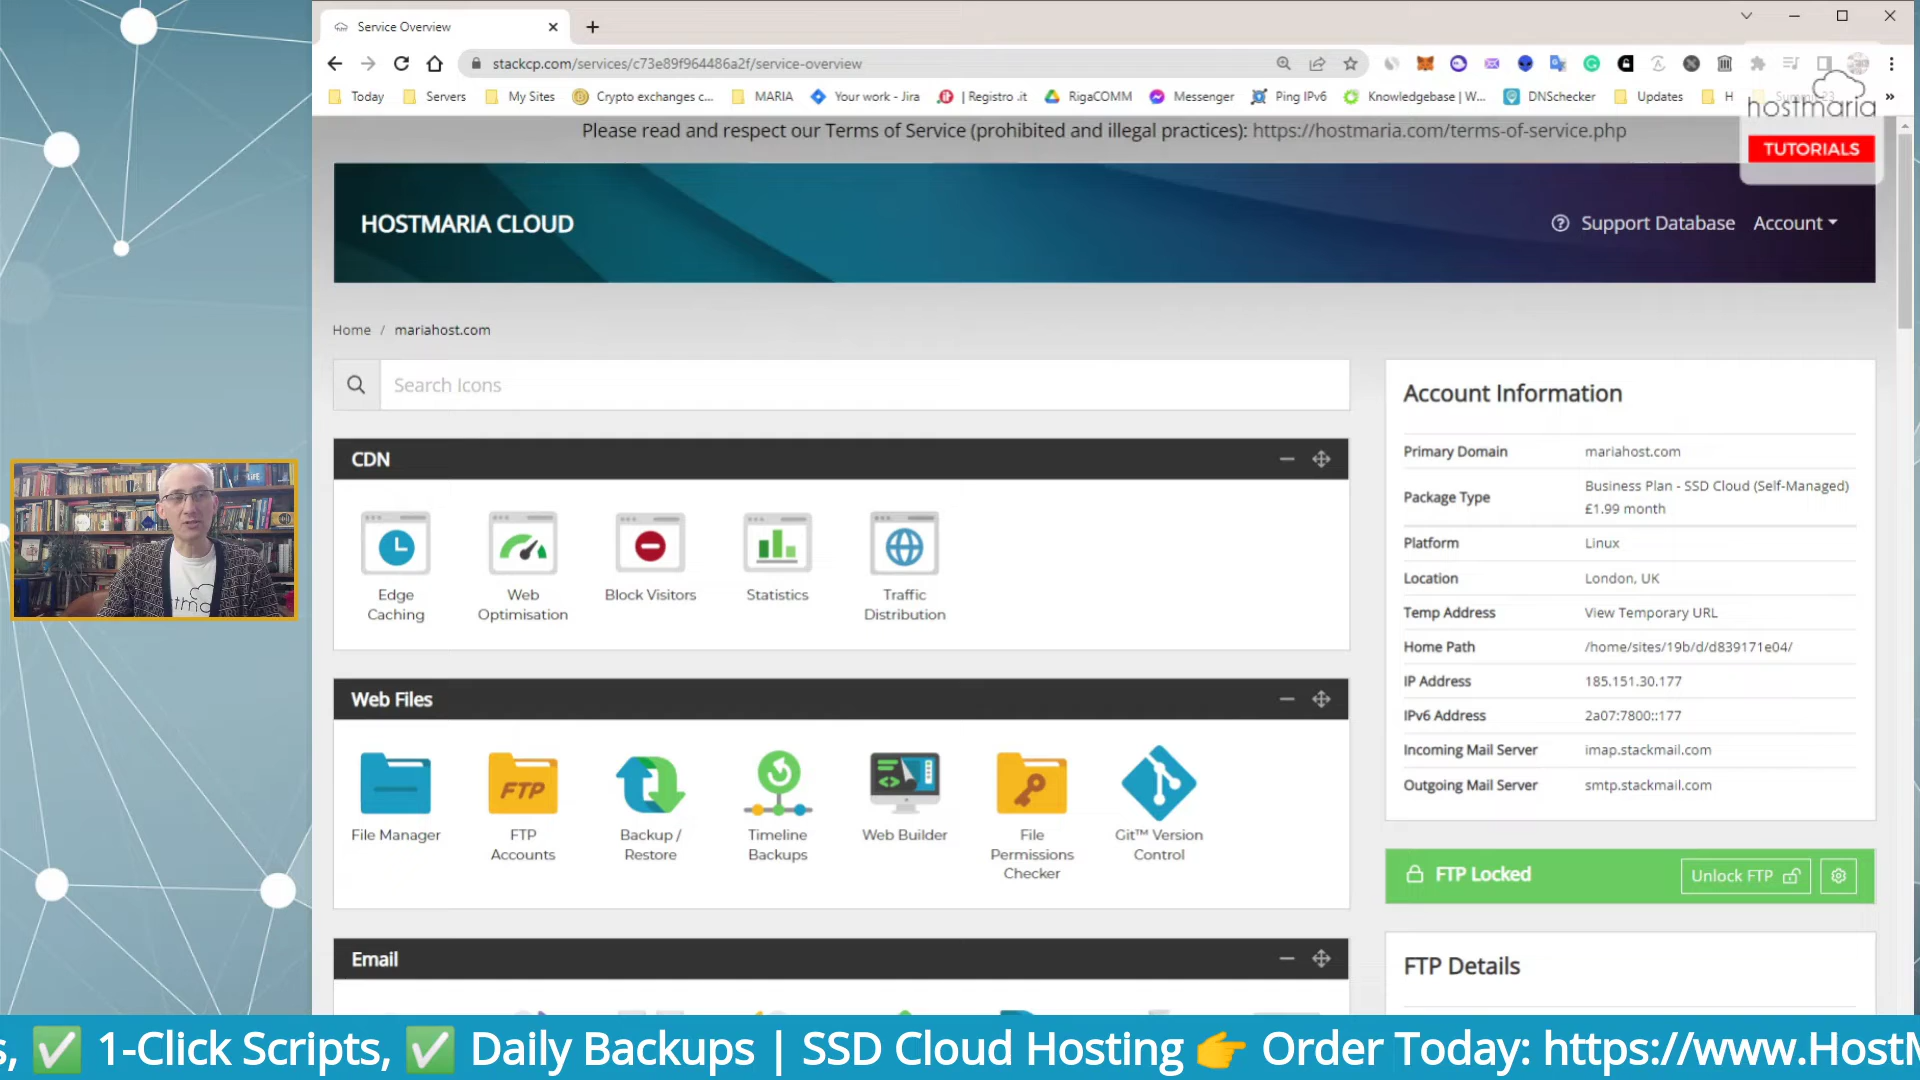 Service Overview
stackcp.com/services/c73e89f964486a2f/service-overview
Today
Servers
My Sites
Crypto exchanges c...
MARIA
Your work - Jira
| Registro .it
RigaCOMM
Messenger
Ping IPv6
Knowledgebase | W...
DNSchecker
Updates
H
»
hostmaria
TUTORIALS
Please read and respect our Terms of Service (prohibited and illegal practices): https://hostmaria.com/terms-of-service.php
HOSTMARIA CLOUD
Support Database
Account
Home / mariahost.com
Search Icons
CDN
Edge
Caching
Web
Optimisation
Block Visitors
Statistics
Traffic
Distribution
Web Files
File Manager
FTP
FTP
Accounts
Backup /
Restore
Timeline
Backups
Web Builder
File
Permissions
Checker
Git™ Version
Control
Email
Account Information
Primary Domain mariahost.com
Package Type Business Plan - SSD Cloud (Self-Managed)
£1.99 month
Platform Linux
Location London, UK
Temp Address View Temporary URL
Home Path /home/sites/19b/d/d839171e04/
IP Address 185.151.30.177
IPv6 Address 2a07:7800::177
Incoming Mail Server imap.stackmail.com
Outgoing Mail Server smtp.stackmail.com
FTP Locked
Unlock FTP
FTP Details
s, ✅ 1-Click Scripts, ✅ Daily Backups | SSD Cloud Hosting 👉 Order Today: https://www.HostM